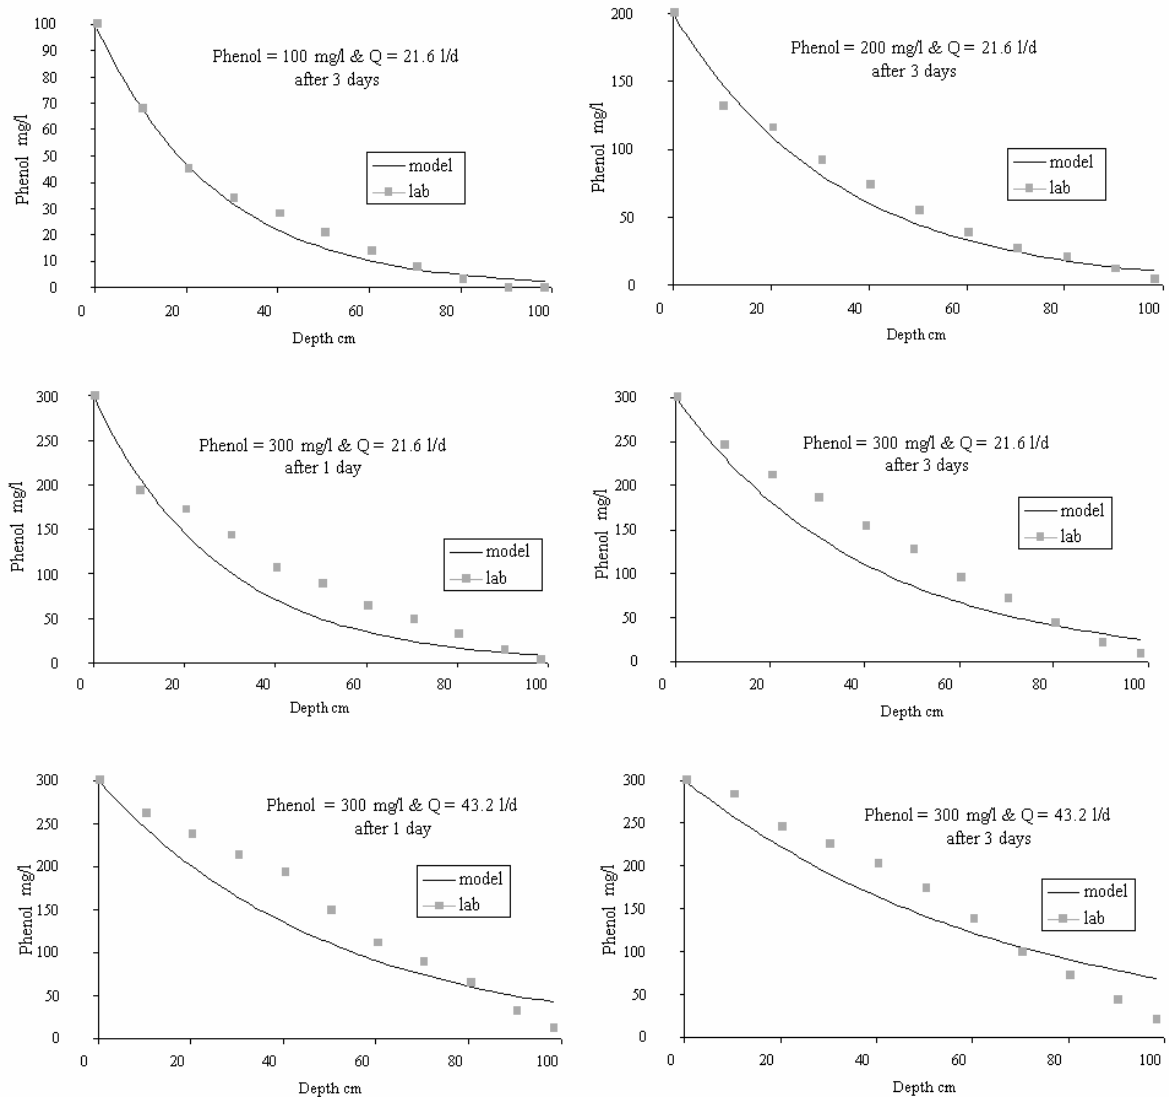 100
90
80
70
60
50
40
30
20
10
0
Phenol mg/l
Phenol = 100 mg/l & Q = 21.6 l/d
after 3 days
model
lab
0 20 40 60 80 100
Depth cm
200
150
100
50
0
Phenol mg/l
Phenol = 200 mg/l & Q = 21.6 l/d
after 3 days
model
lab
0 20 40 60 80 100
Depth cm
300
250
200
150
100
50
0
Phenol mg/l
Phenol = 300 mg/l & Q = 21.6 l/d
after 1 day
model
lab
0 20 40 60 80 100
Depth cm
300
250
200
150
100
50
0
Phenol mg/l
Phenol = 300 mg/l & Q = 21.6 l/d
after 3 days
model
lab
0 20 40 60 80 100
Depth cm
300
250
200
150
100
50
0
Phenol mg/l
Phenol = 300 mg/l & Q = 43.2 l/d
after 1 day
model
lab
0 20 40 60 80 100
Depth cm
300
250
200
150
100
50
0
Phenol mg/l
Phenol = 300 mg/l & Q = 43.2 l/d
after 3 days
model
lab
0 20 40 60 80 100
Depth cm